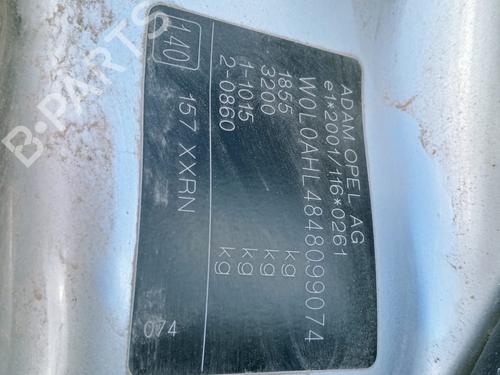 ADAM OPEL AG
e1*2001/116*0261
W0L0AHL4848099074
1855 kg
3200 kg
1-1015 kg
2-0860 kg
140 157 XXRN
074
B-PARTS